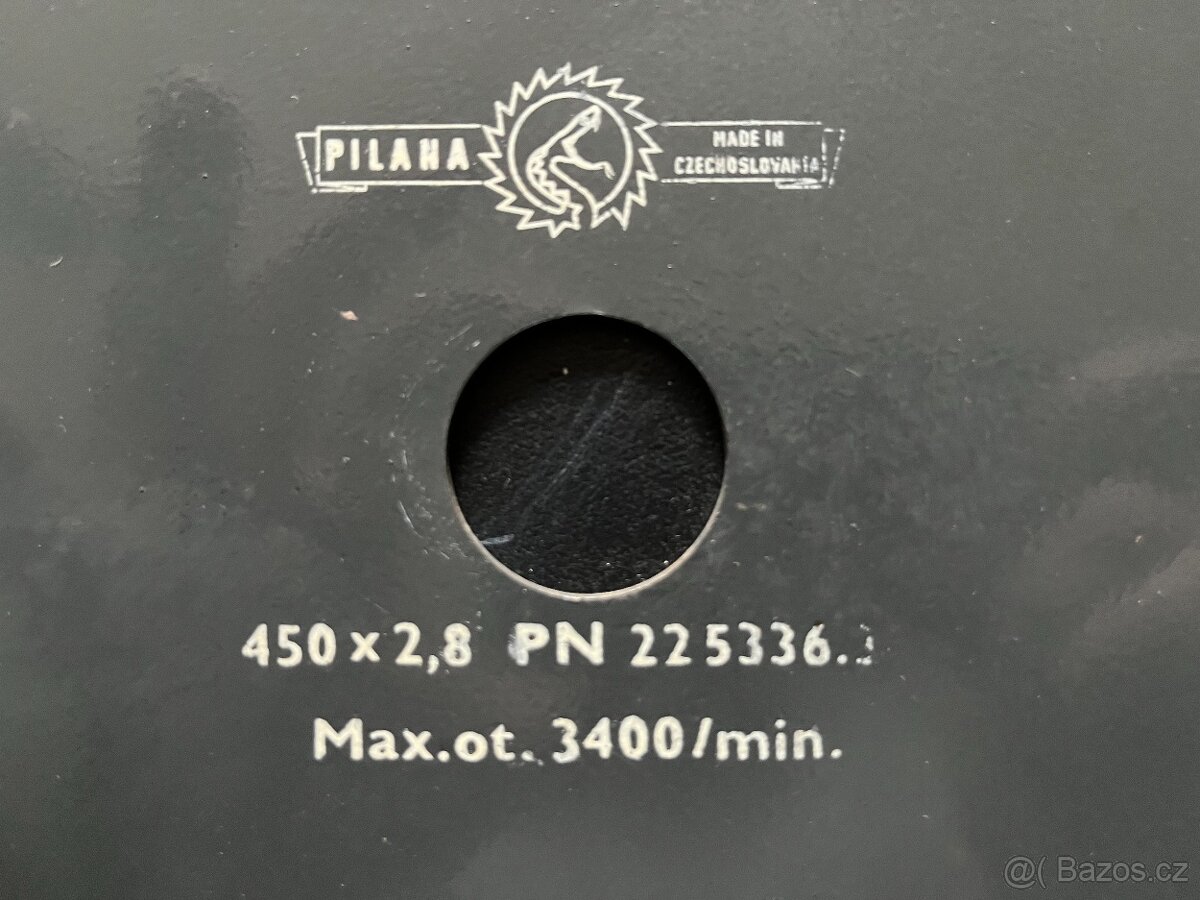 PILANA
MADE IN
CZECHOSLOVAKIA
450 x 2,8 PN 225336.
Max.ot. 3400/min.
@( Bazos.cz